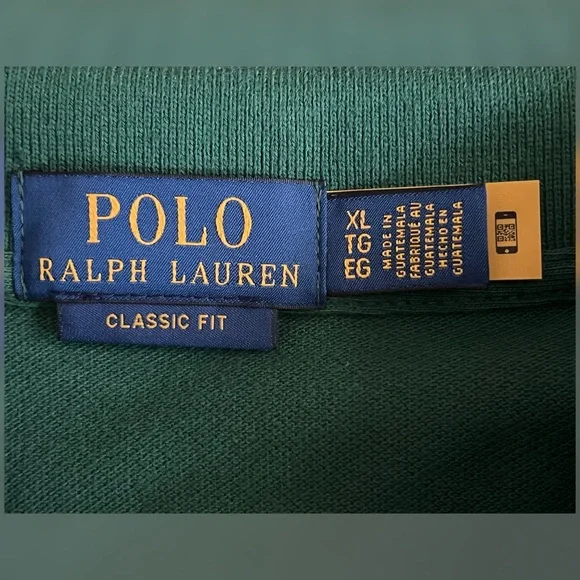 POLO
RALPH LAUREN
CLASSIC FIT
XL
TG
EG
MADE IN
GUATEMALA
FABRIQUÉ AU
GUATEMALA
HECHO EN
GUATEMALA